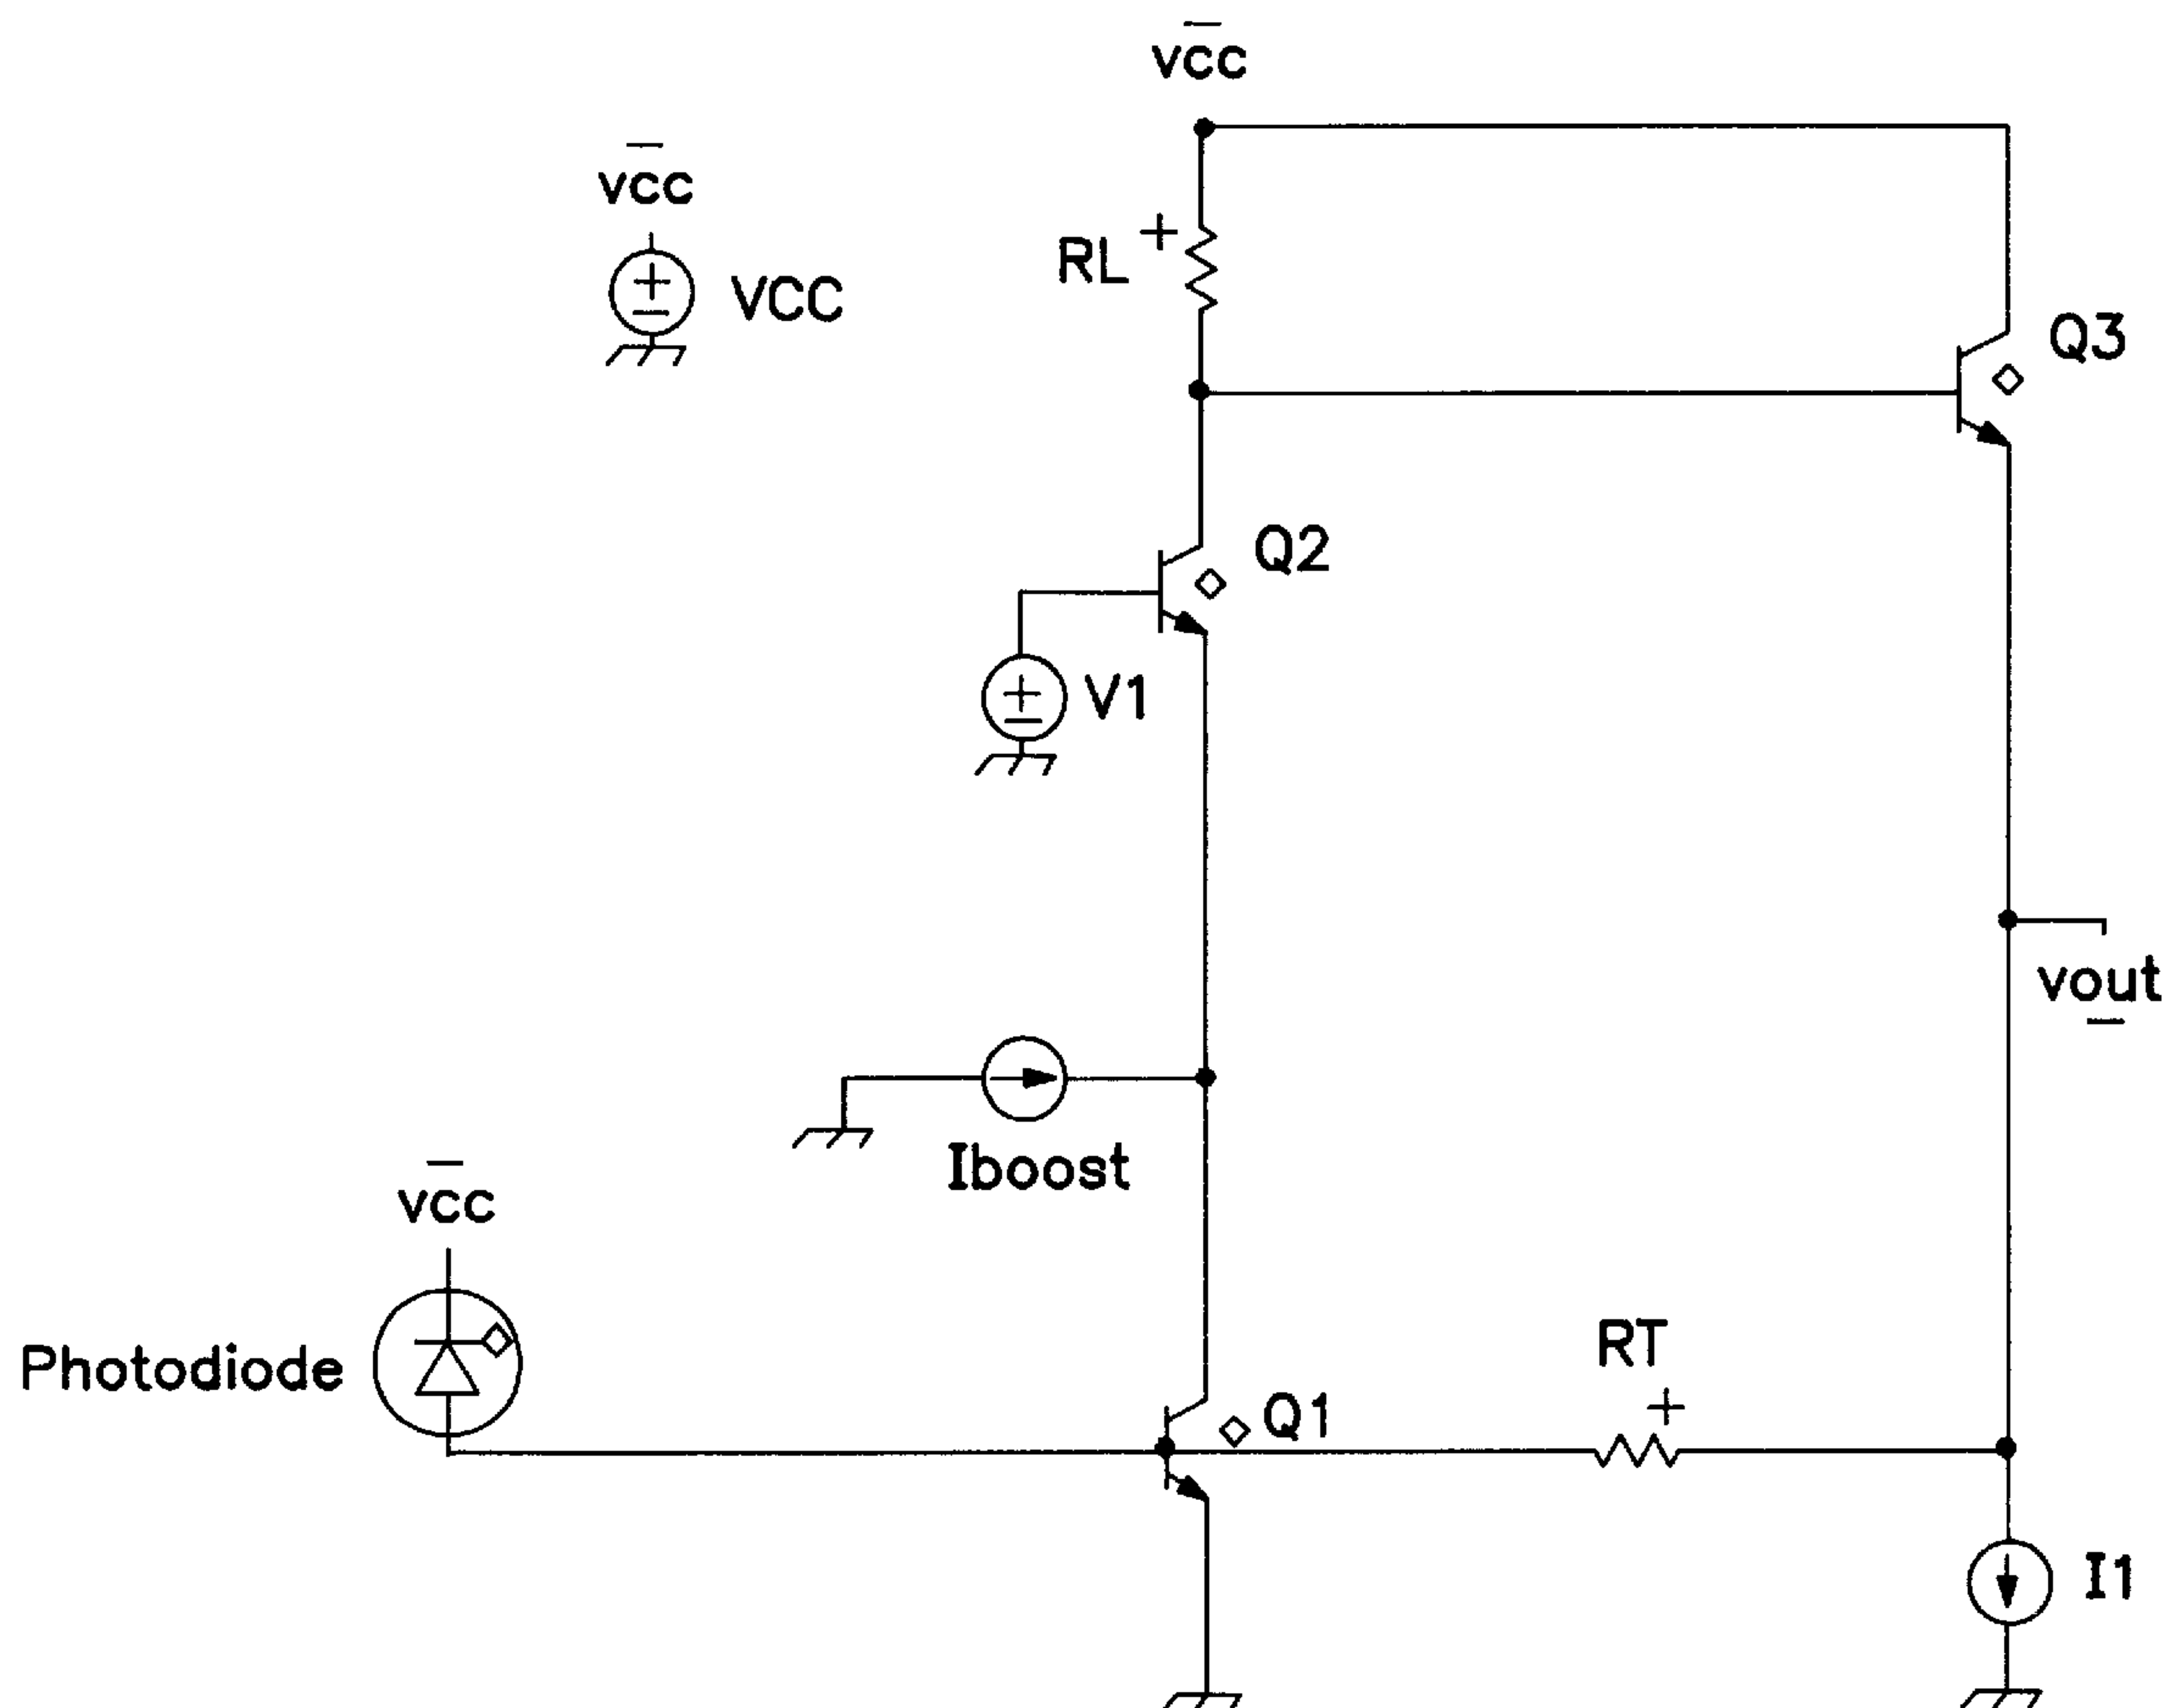 vcc
vcc
VCC
RL
Q3
Q2
V1
vout
Iboost
vcc
Photodiode
RT
Q1
I1